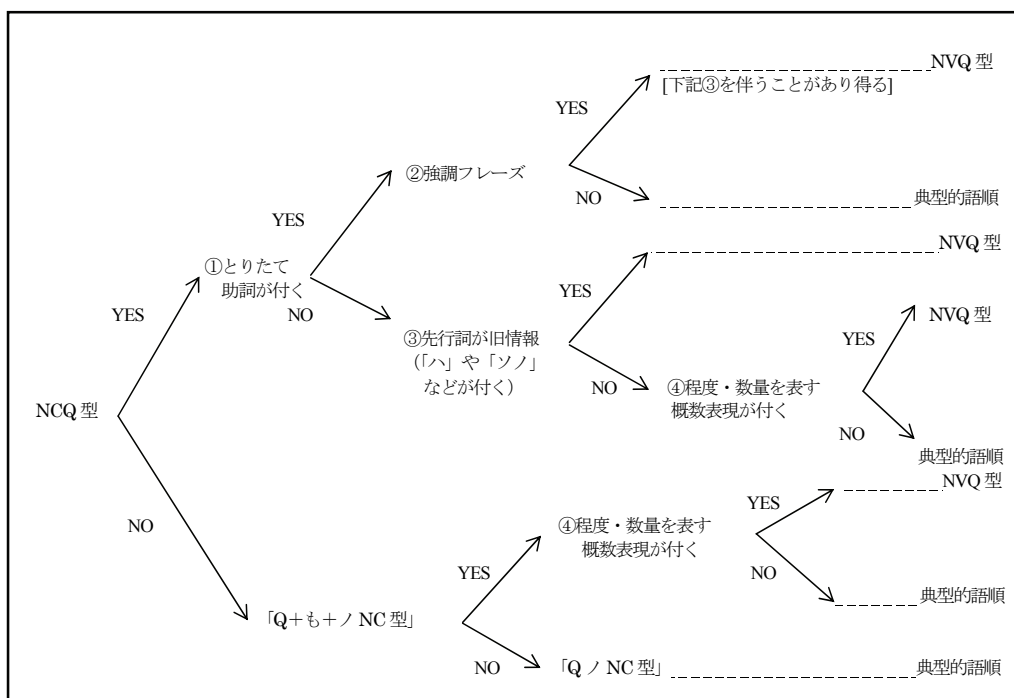 NVQ 型
[下記③を伴うことがあり得る]
YES
②強調フレーズ
NO
典型的語順
YES
NVQ 型
①とりたて
助詞が付く
YES
NO
YES
NVQ 型
③先行詞が旧情報
(「ハ」や「ソノ」
などが付く)
YES
NO
④程度・数量を表す
概数表現が付く
NCQ 型
NO
典型的語順
NVQ 型
YES
NO
④程度・数量を表す
概数表現が付く
YES
NO
典型的語順
「Q+も+ノ NC 型」
NO
「Q ノ NC 型」
典型的語順